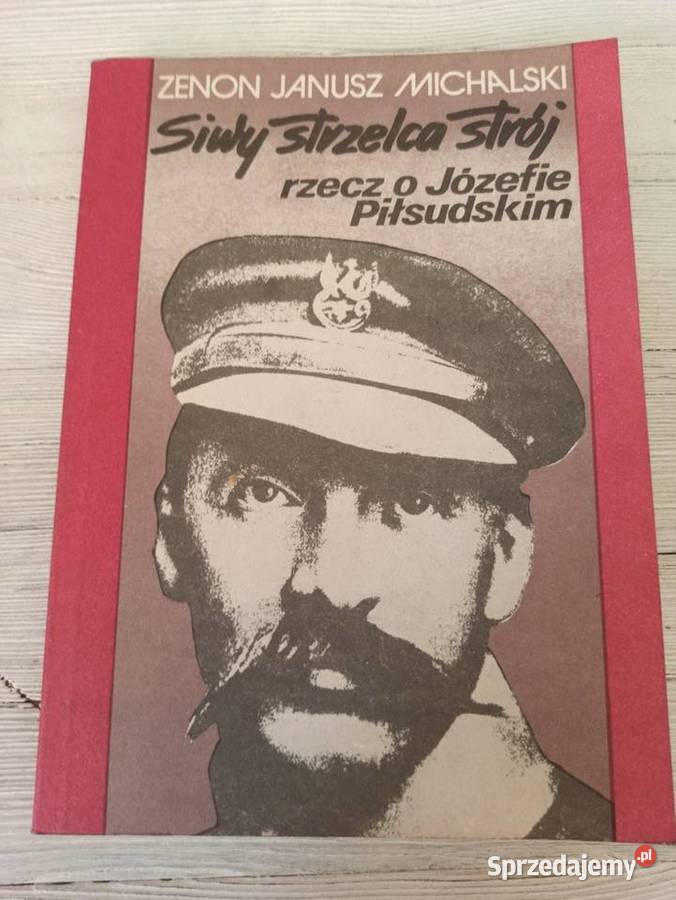 ZENON JANUSZ MICHALSKI
Siwy strzelca strój
rzecz o Józefie
Piłsudskim
Sprzedajemy.pl